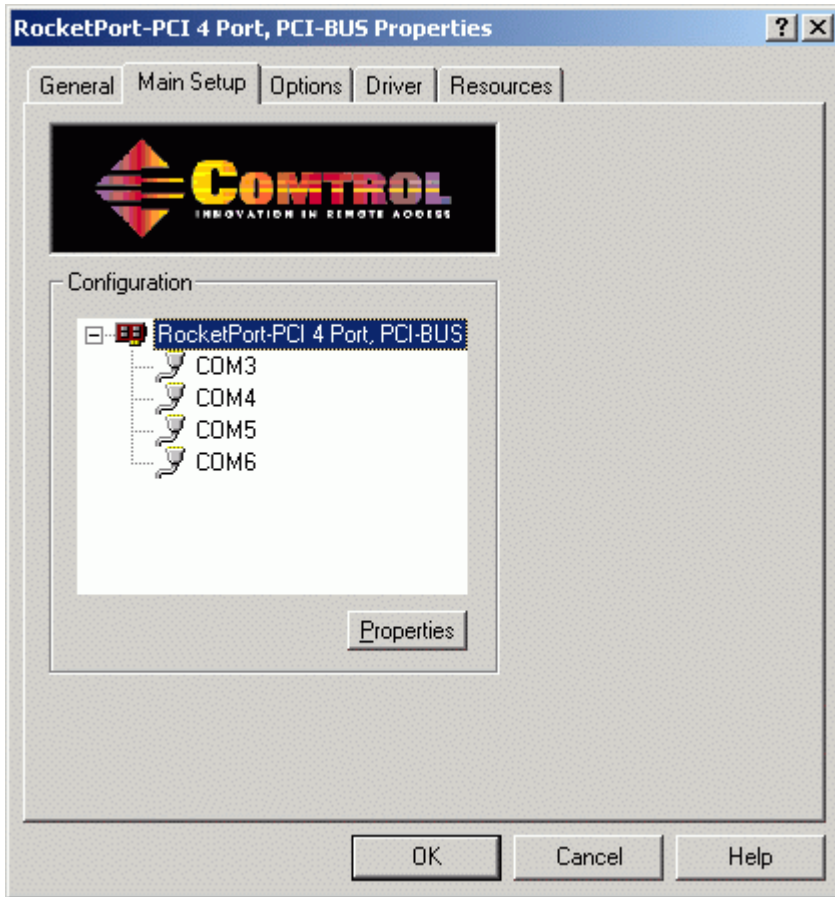 RocketPort-PCI 4 Port, PCI-BUS Properties
General Main Setup Options Driver Resources
COMTROL
INNOVATION IN REMOTE ACCESS
Configuration
RocketPort-PCI 4 Port, PCI-BUS
COM3
COM4
COM5
COM6
Properties
OK Cancel Help